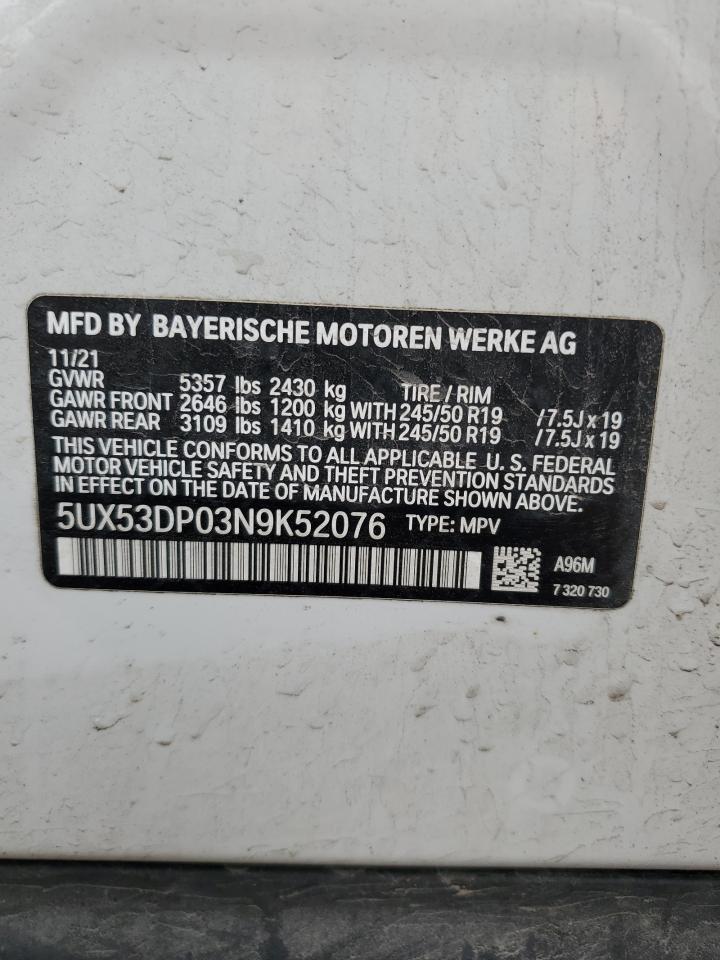 MFD BY BAYERISCHE MOTOREN WERKE AG
11/21
GVWR 5357 lbs 2430 kg TIRE / RIM
GAWR FRONT 2646 lbs 1200 kg WITH 245/50 R19 /7.5J x 19
GAWR REAR 3109 lbs 1410 kg WITH 245/50 R19 /7.5J x 19
THIS VEHICLE CONFORMS TO ALL APPLICABLE U. S. FEDERAL
MOTOR VEHICLE SAFETY AND THEFT PREVENTION STANDARDS
IN EFFECT ON THE DATE OF MANUFACTURE SHOWN ABOVE.
5UX53DP03N9K52076 TYPE: MPV
A96M
7 320 730